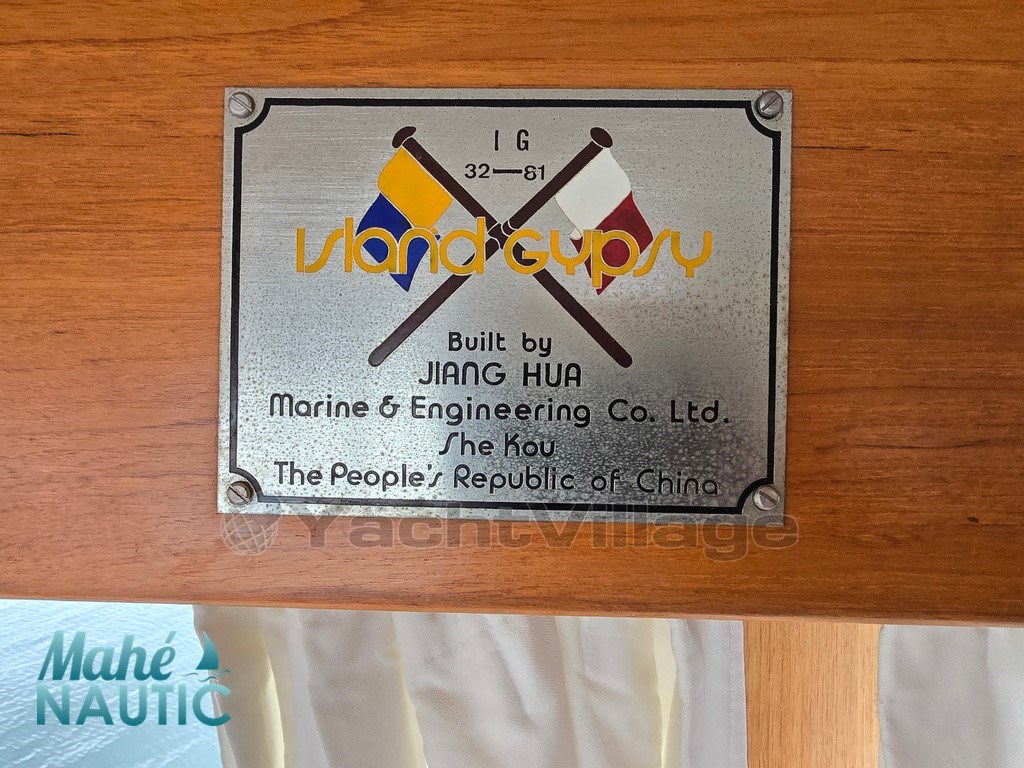 I G
32—81
Island Gypsy
Built by
JIANG HUA
Marine & Engineering Co. Ltd.
She Kou
The People's Republic of China
YachtVillage
Mahé
NAUTIC